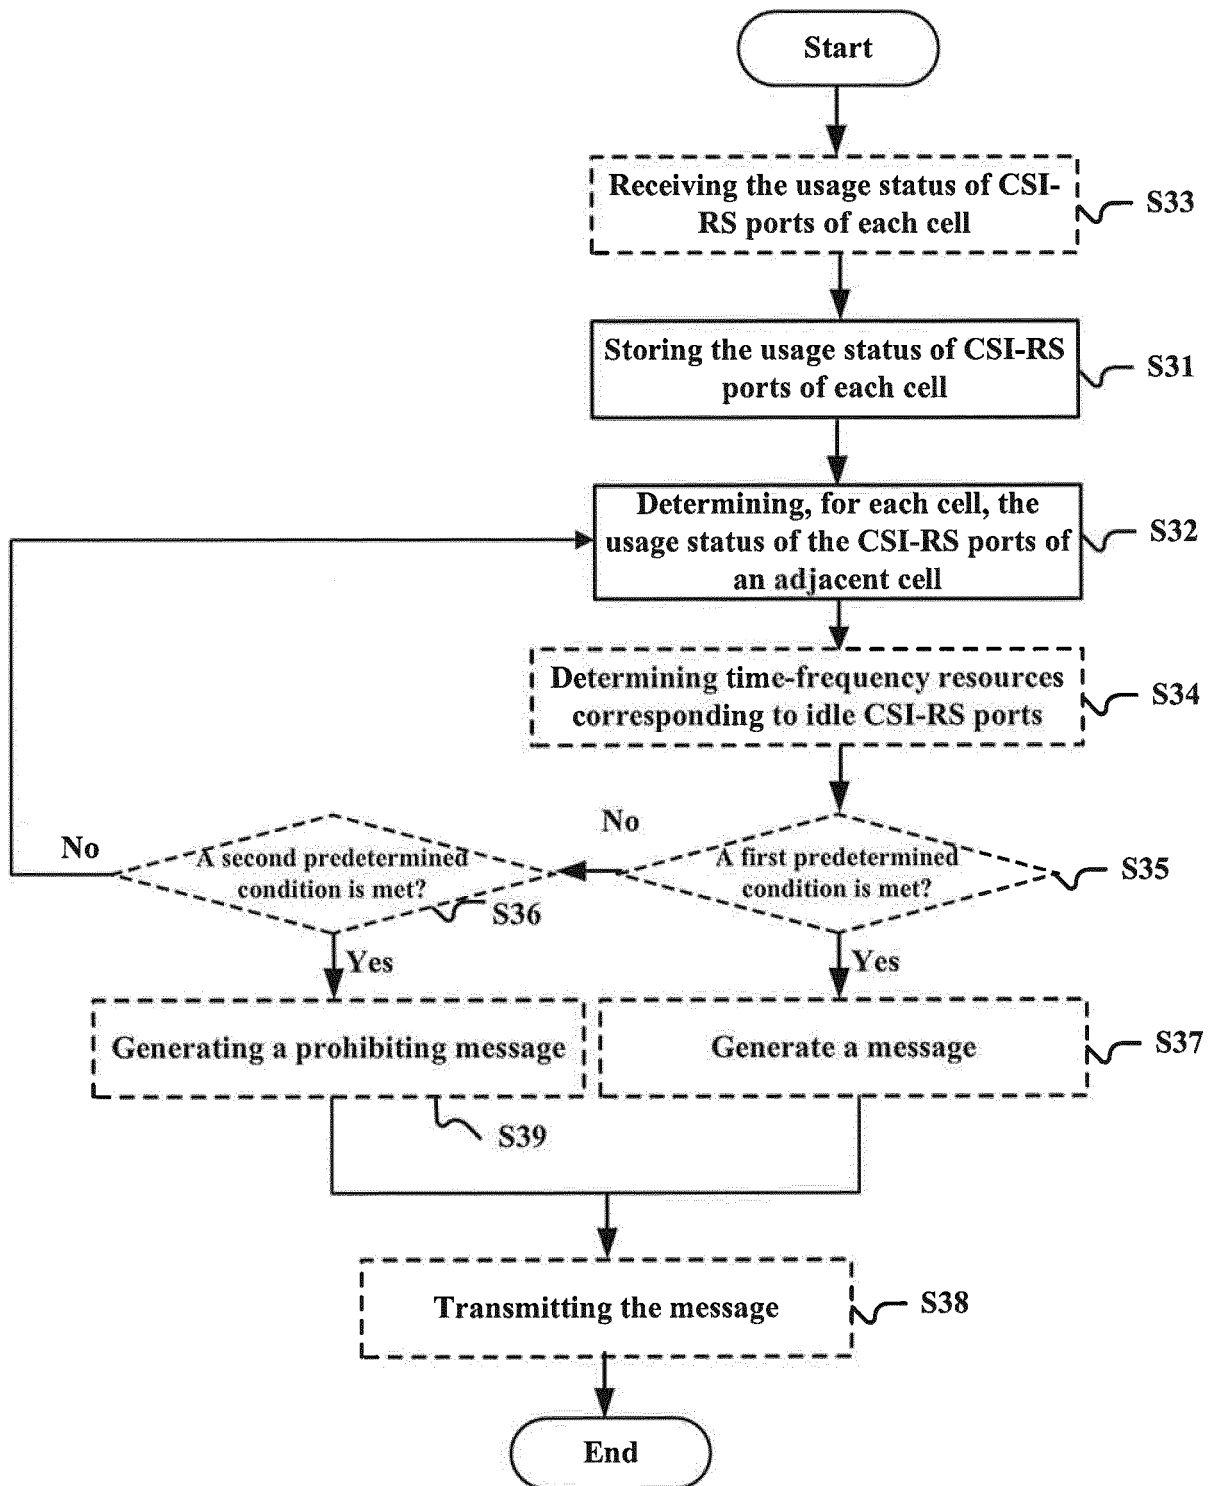 Start
Receiving the usage status of CSI-
RS ports of each cell
S33
Storing the usage status of CSI-RS
ports of each cell
S31
Determining, for each cell, the
usage status of the CSI-RS ports of
an adjacent cell
S32
Determining time-frequency resources
corresponding to idle CSI-RS ports
S34
No
A second predetermined
condition is met?
S36
No
A first predetermined
condition is met?
S35
Yes
Yes
Generating a prohibiting message
S39
Generate a message
S37
Transmitting the message
S38
End